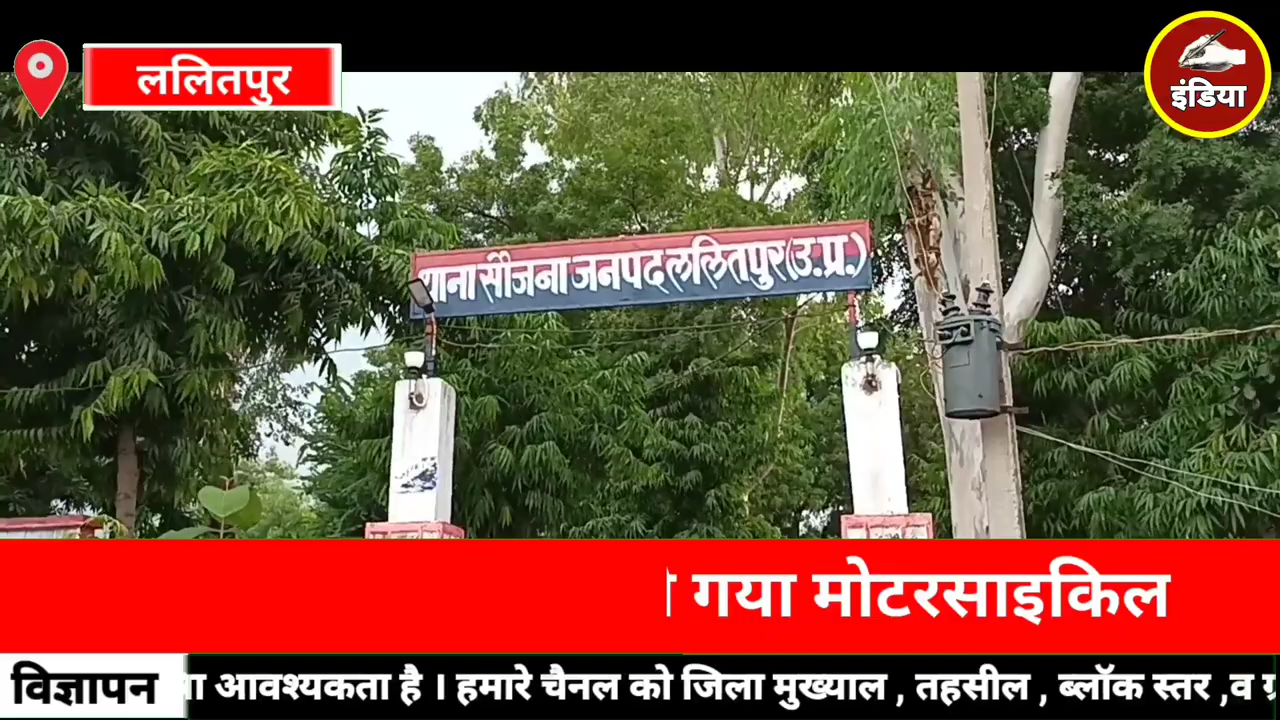 ललितपुर
इंडिया
थाना सौजना जनपद ललितपुर (उ.प्र.)
गया मोटरसाइकिल
विज्ञापन
आवश्यकता है । हमारे चैनल को जिला मुख्याल , तहसील , ब्लॉक स्तर ,व